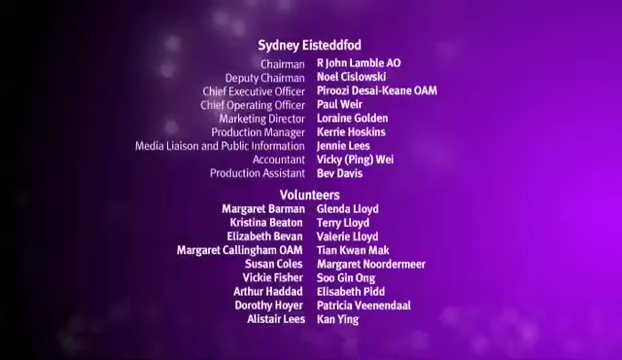 Sydney Eisteddfod
Chairman R John Lamble AO
Deputy Chairman Noel Cislowski
Chief Executive Officer Piroozi Desai-Keane OAM
Chief Operating Officer Paul Weir
Marketing Director Loraine Golden
Production Manager Kerrie Hoskins
Media Liaison and Public Information Jennie Lees
Accountant Vicky (Ping) Wei
Production Assistant Bev Davis
Volunteers
Margaret Barman Glenda Lloyd
Kristina Beaton Terry Lloyd
Elizabeth Bevan Valerie Lloyd
Margaret Callingham OAM Tian Kwan Mak
Susan Coles Margaret Noordermeer
Vickie Fisher Soo Gin Ong
Arthur Haddad Elisabeth Pidd
Dorothy Hoyer Patricia Veenendaal
Alistair Lees Kan Ying